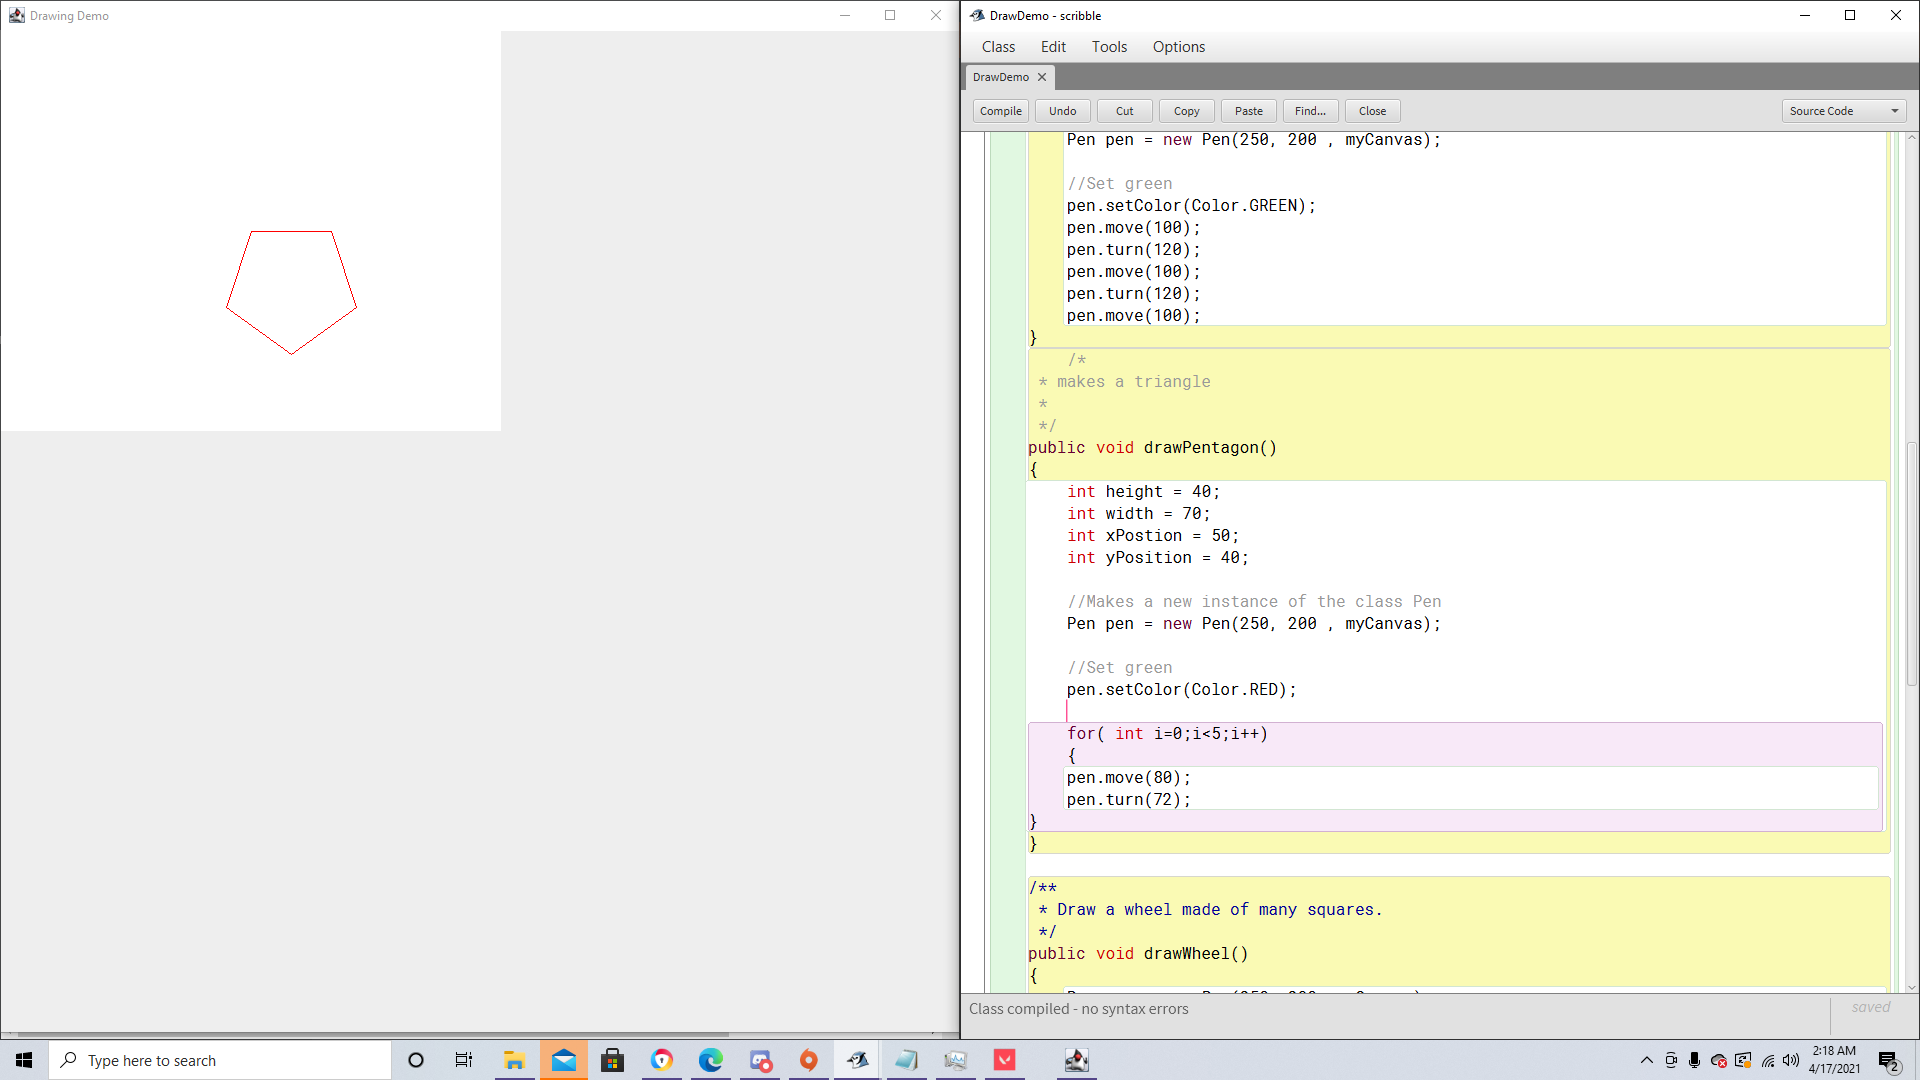 Drawing Demo
DrawDemo - scribble
Class Edit Tools Options
DrawDemo
Compile Undo Cut Copy Paste Find... Close Source Code
Pen pen = new Pen(250, 200 , myCanvas);
//Set green
pen.setColor(Color.GREEN);
pen.move(100);
pen.turn(120);
pen.move(100);
pen.turn(120);
pen.move(100);
}
/*
* makes a triangle
*
*/
public void drawPentagon()
{
int height = 40;
int width = 70;
int xPostion = 50;
int yPosition = 40;
//Makes a new instance of the class Pen
Pen pen = new Pen(250, 200 , myCanvas);
//Set green
pen.setColor(Color.RED);
for( int i=0;i<5;i++)
{
pen.move(80);
pen.turn(72);
}
}
/**
* Draw a wheel made of many squares.
*/
public void drawWheel()
{
Class compiled - no syntax errors
saved
Type here to search
2:18 AM
4/17/2021
2